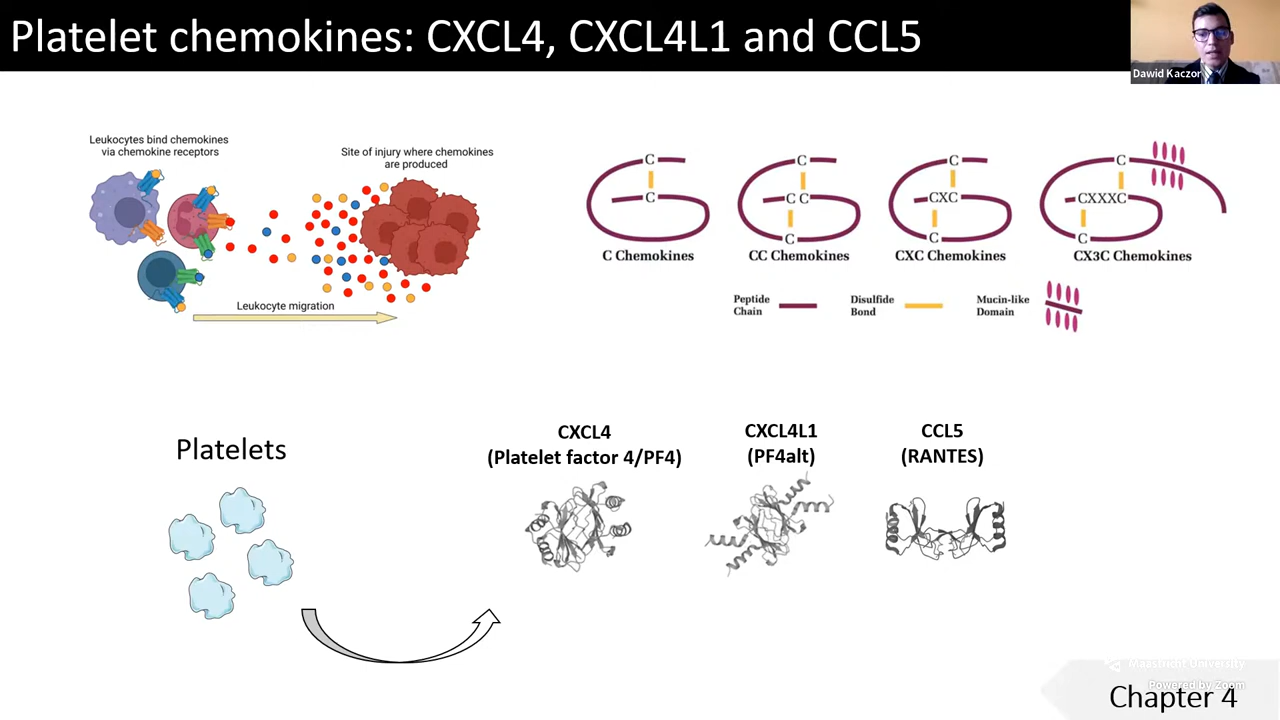 Platelet chemokines: CXCL4, CXCL4L1 and CCL5
Dawid Kaczor
Leukocytes bind chemokines
via chemokine receptors
Site of injury where chemokines
are produced
Leukocyte migration
C
C
C Chemokines
C
C C
C
CC Chemokines
C
CXC
C
CXC Chemokines
C
CXXXC
C
CX3C Chemokines
Peptide
Chain
Disulfide
Bond
Mucin-like
Domain
Platelets
CXCL4
(Platelet factor 4/PF4)
CXCL4L1
(PF4alt)
CCL5
(RANTES)
Maastricht University
Powered by Zoom
Chapter 4